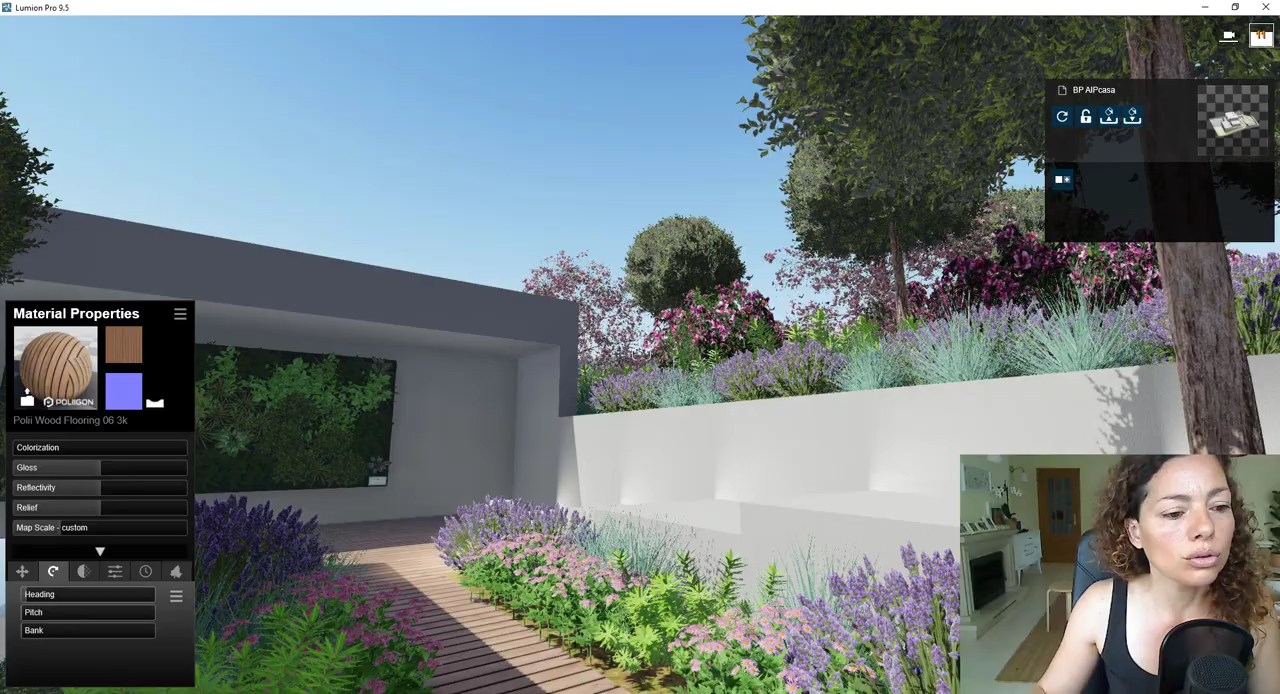 Lumion Pro 9.5
BP AIPcasa
Material Properties
POLIIGON
Polii Wood Flooring 06 3k
Colorization
Gloss
Reflectivity
Relief
Map Scale - custom
Heading
Pitch
Bank